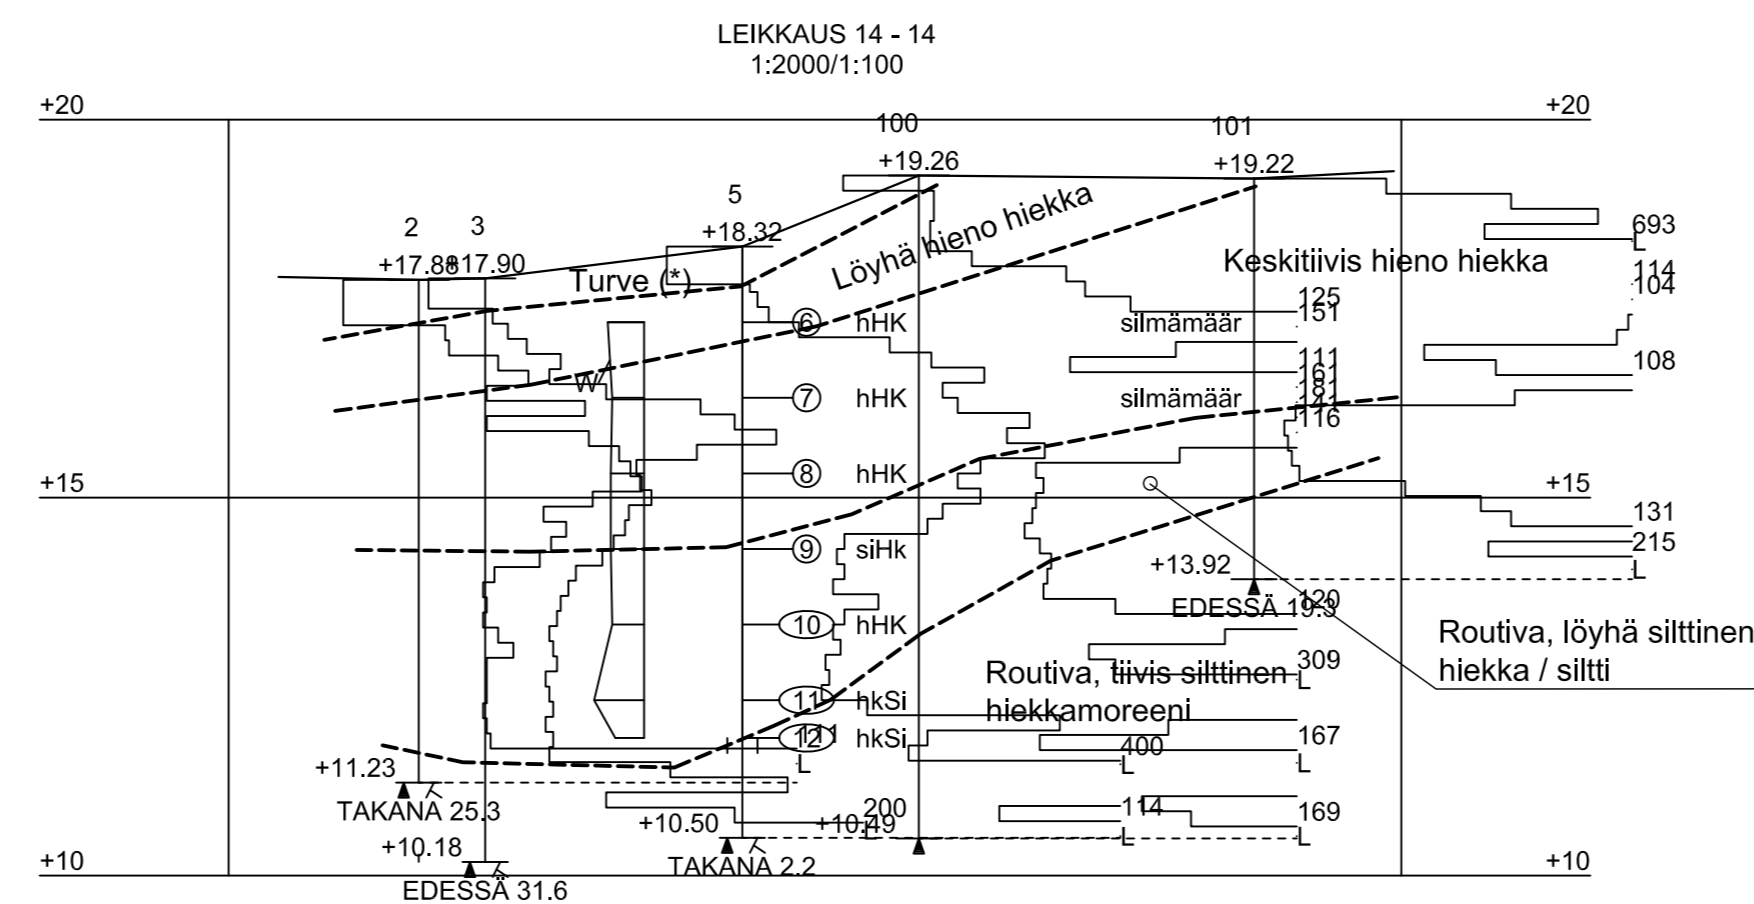 LEIKKAUS 14 - 14
1:2000/1:100
+20
+20
100
101
+19.26
+19.22
5
2
3
+18.32
+17.88
+17.90
Turve (*)
Löyhä hieno hiekka
Keskitiivis hieno hiekka
693
L
114
104
125
151
6
hHK
silmämäär
111
161
181
141
116
108
W
7
hHK
silmämäär
8
hHK
+15
+15
131
215
L
9
siHk
+13.92
EDESSÄ 19.3
120
10
hHK
Routiva, löyhä silttinen
hiekka / siltti
309
L
Routiva, tiivis silttinen
hiekkamoreeni
11
hkSi
12
111
hkSi
L
400
L
167
L
+11.23
TAKANA 25.3
+10.50
TAKANA 2.2
200
L
+10.49
114
L
169
L
+10.18
EDESSÄ 31.6
+10
+10